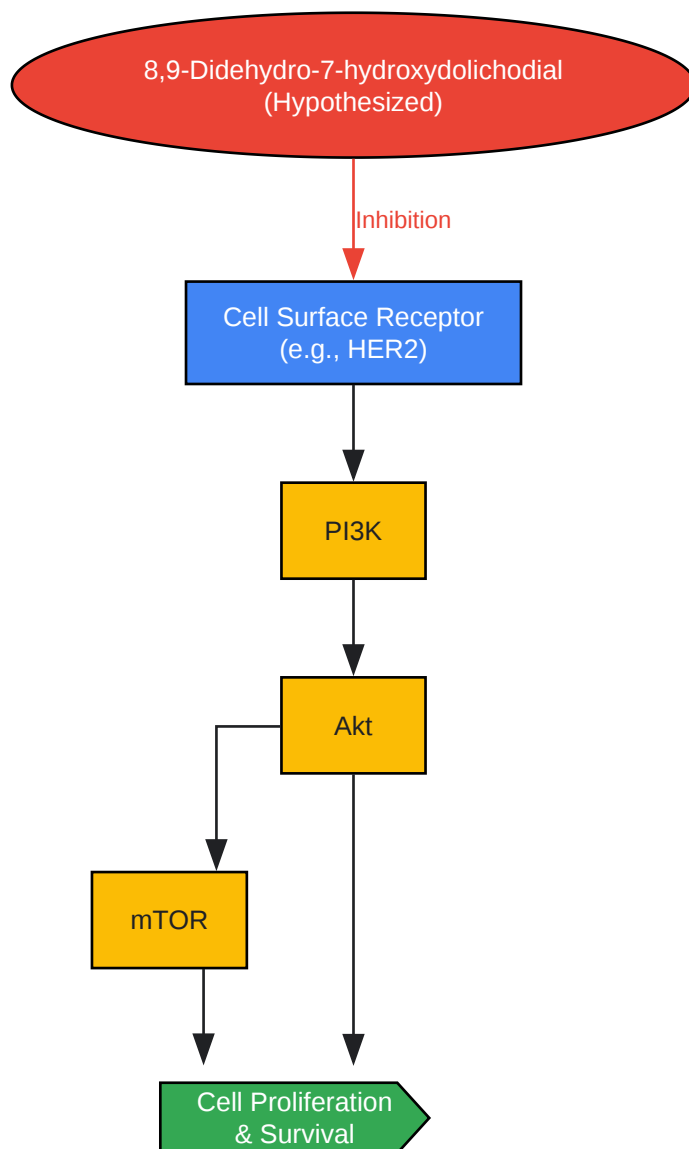 8,9-Didehydro-7-hydroxydolichodial
(Hypothesized)
Inhibition
Cell Surface Receptor
(e.g., HER2)
PI3K
Akt
mTOR
Cell Proliferation
& Survival